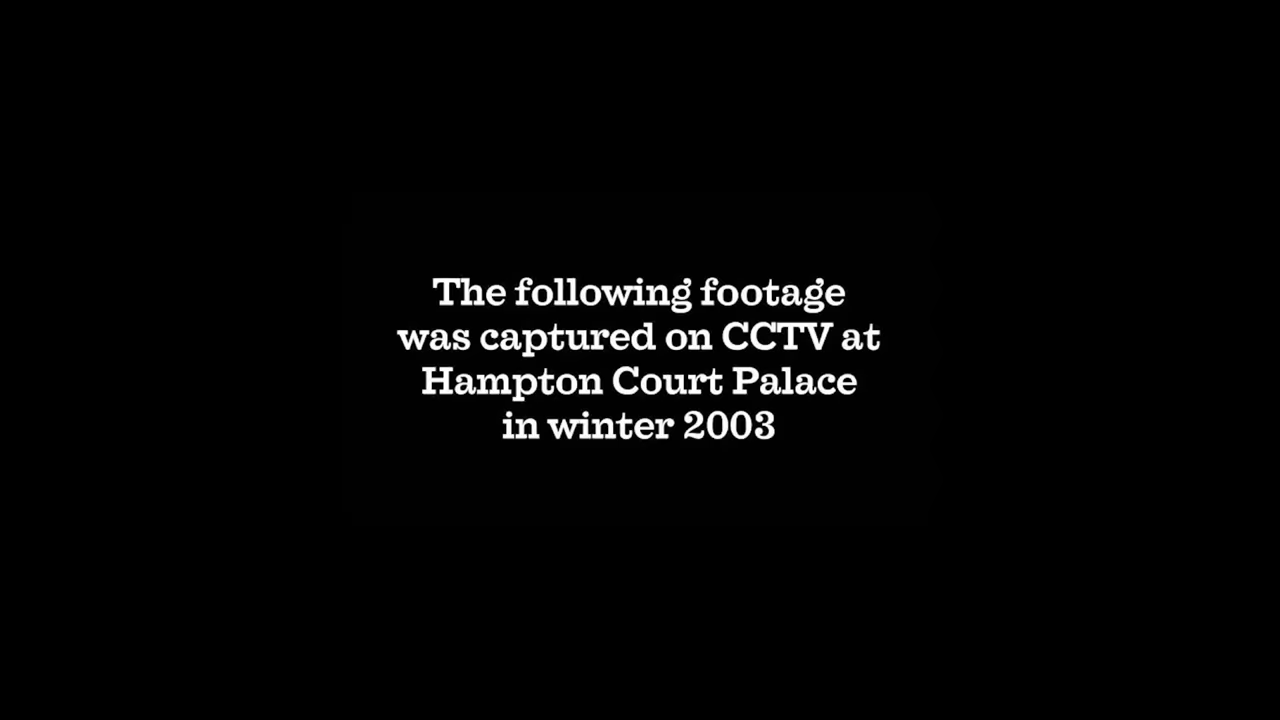 The following footage
was captured on CCTV at
Hampton Court Palace
in winter 2003